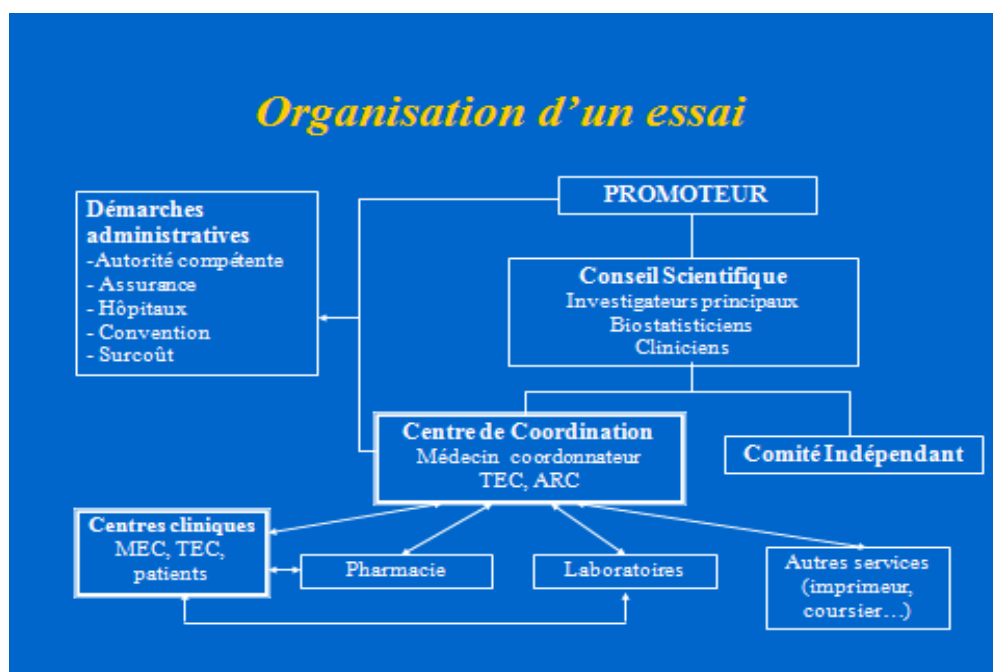 Organisation d'un essai
PROMOTEUR
Démarches
administratives
-Autorité compétente
- Assurance
- Hôpitaux
- Convention
- Surcoût
Conseil Scientifique
Investigateurs principaux
Biostatisticiens
Cliniciens
Centre de Coordination
Médecin coordonnateur
TEC, ARC
Comité Indépendant
Centres cliniques
MEC, TEC,
patients
Pharmacie
Laboratoires
Autres services
(imprimeur,
coursier...)